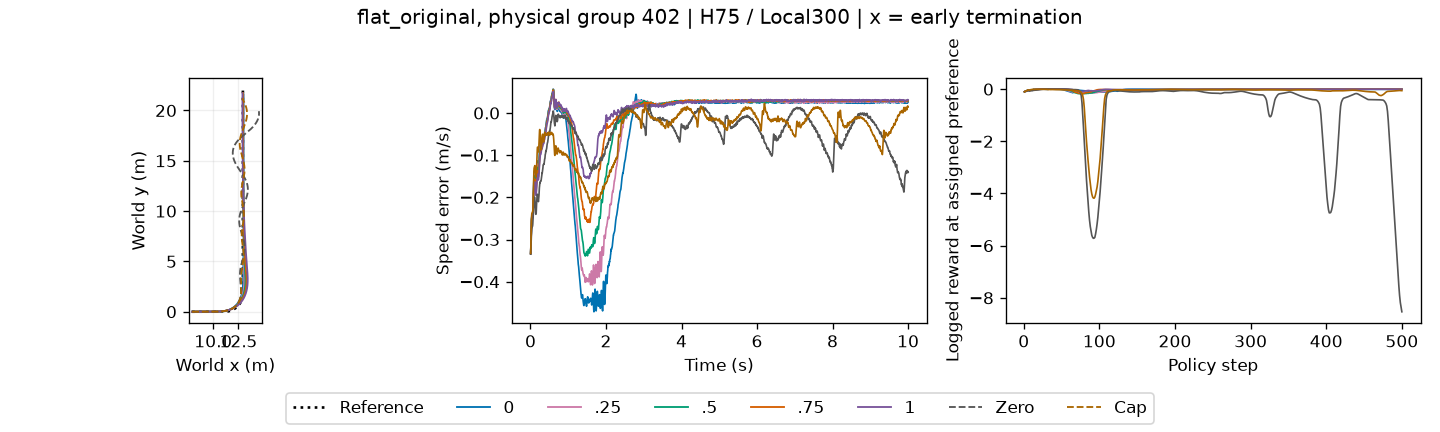 flat_original, physical group 402 | H75 / Local300 | x = early termination
World y (m)
20
15
10
5
0
12.5
World x (m)
Speed error (m/s)
0.0
−0.1
−0.2
−0.3
−0.4
0 2 4 6 8 10
Time (s)
Logged reward at assigned preference
0
−2
−4
−6
−8
0 100 200 300 400 500
Policy step
Reference 0 .25 .5 .75 1 Zero Cap